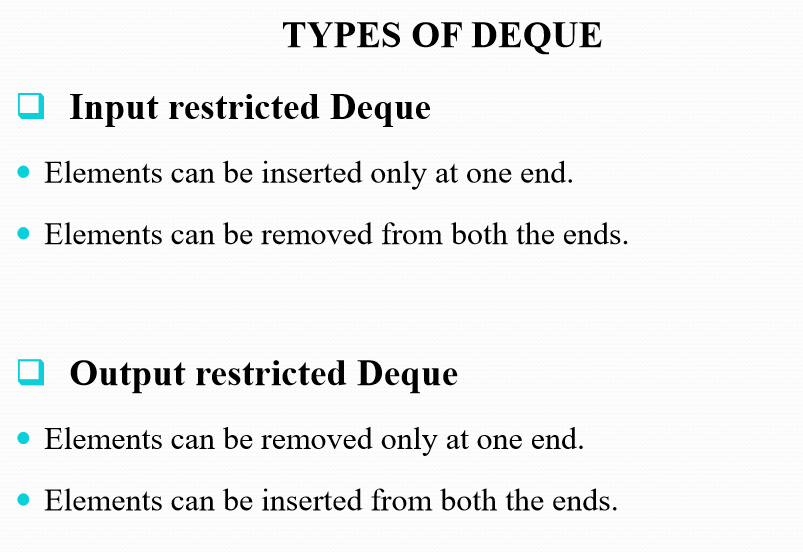 TYPES OF DEQUE
Input restricted Deque
Elements can be inserted only at one end.
Elements can be removed from both the ends.
Output restricted Deque
Elements can be removed only at one end.
Elements can be inserted from both the ends.